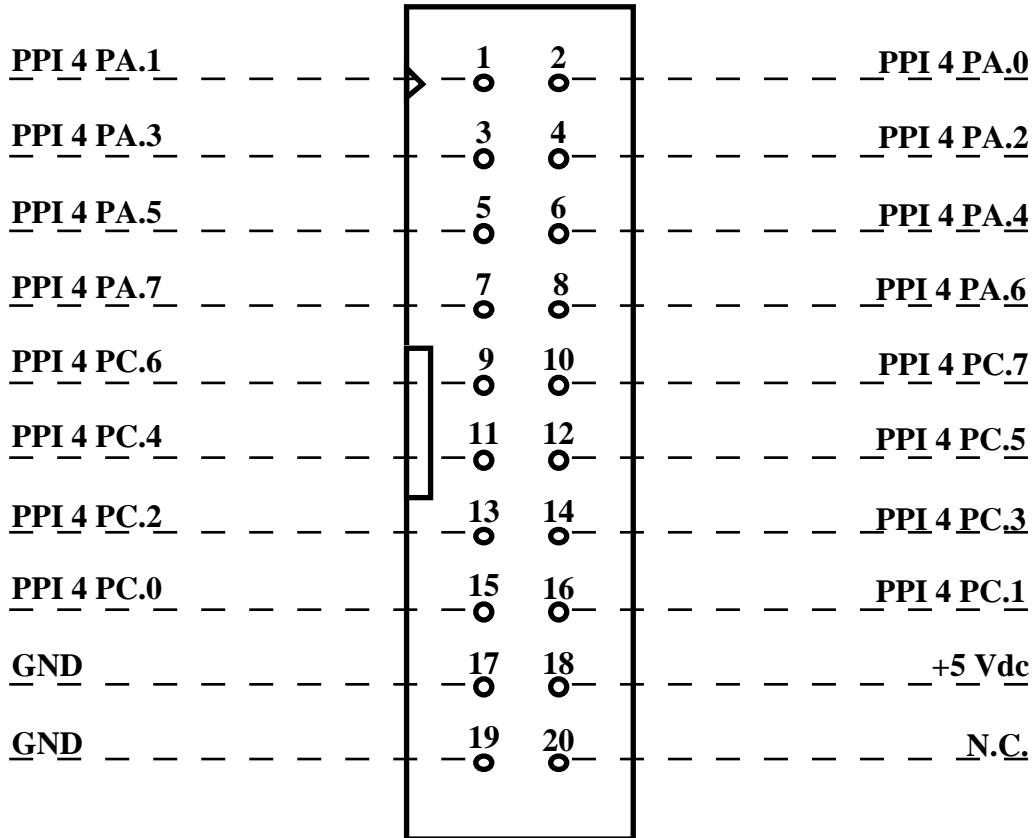 PPI 4 PA.1 1 2 PPI 4 PA.0
PPI 4 PA.3 3 4 PPI 4 PA.2
PPI 4 PA.5 5 6 PPI 4 PA.4
PPI 4 PA.7 7 8 PPI 4 PA.6
PPI 4 PC.6 9 10 PPI 4 PC.7
PPI 4 PC.4 11 12 PPI 4 PC.5
PPI 4 PC.2 13 14 PPI 4 PC.3
PPI 4 PC.0 15 16 PPI 4 PC.1
GND 17 18 +5 Vdc
GND 19 20 N.C.